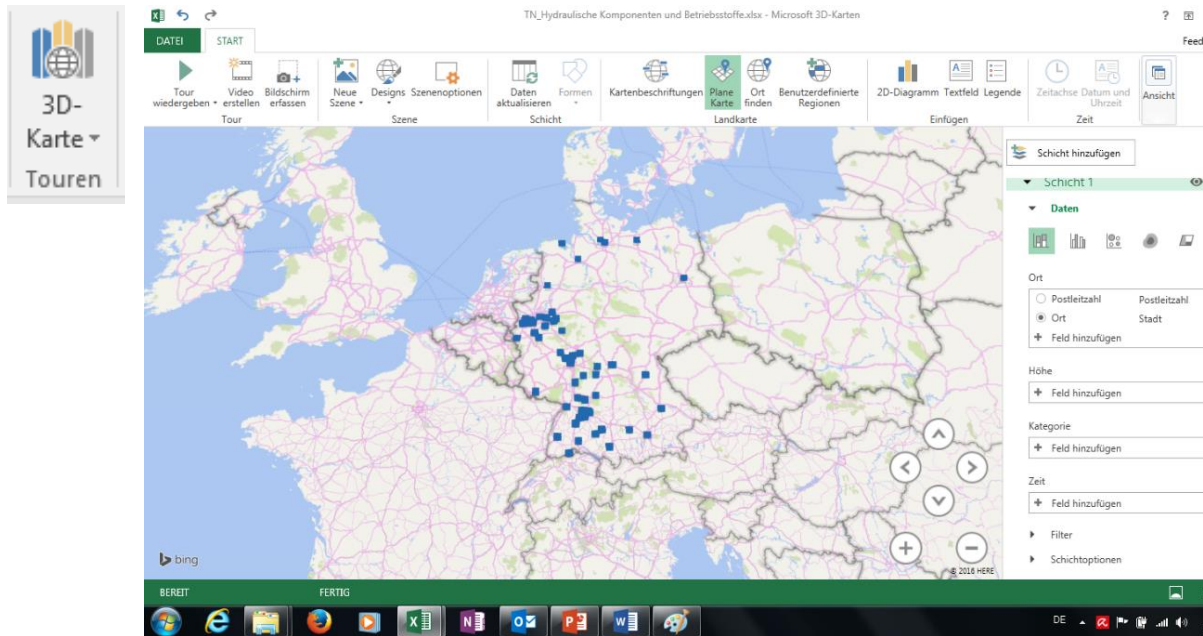 3D-
Karte
Touren
TN_Hydraulische Komponenten und Betriebsstoffe.xlsx - Microsoft 3D-Karten
?
DATEI START
Feed
Tour wiedergeben
Video erstellen
Bildschirm erfassen
Tour
Neue Szene
Designs
Szenenoptionen
Szene
Daten aktualisieren
Formen
Schicht
Kartenbeschriftungen
Plane Karte
Ort finden
Benutzerdefinierte Regionen
Landkarte
2D-Diagramm
Textfeld
Legende
Einfügen
Zeitachse
Datum und Uhrzeit
Zeit
Ansicht
Schicht hinzufügen
Schicht 1
Daten
Ort
Postleitzahl Postleitzahl
Ort Stadt
+ Feld hinzufügen
Höhe
+ Feld hinzufügen
Kategorie
+ Feld hinzufügen
Zeit
+ Feld hinzufügen
Filter
Schichtoptionen
bing
© 2016 HERE
BEREIT FERTIG
DE